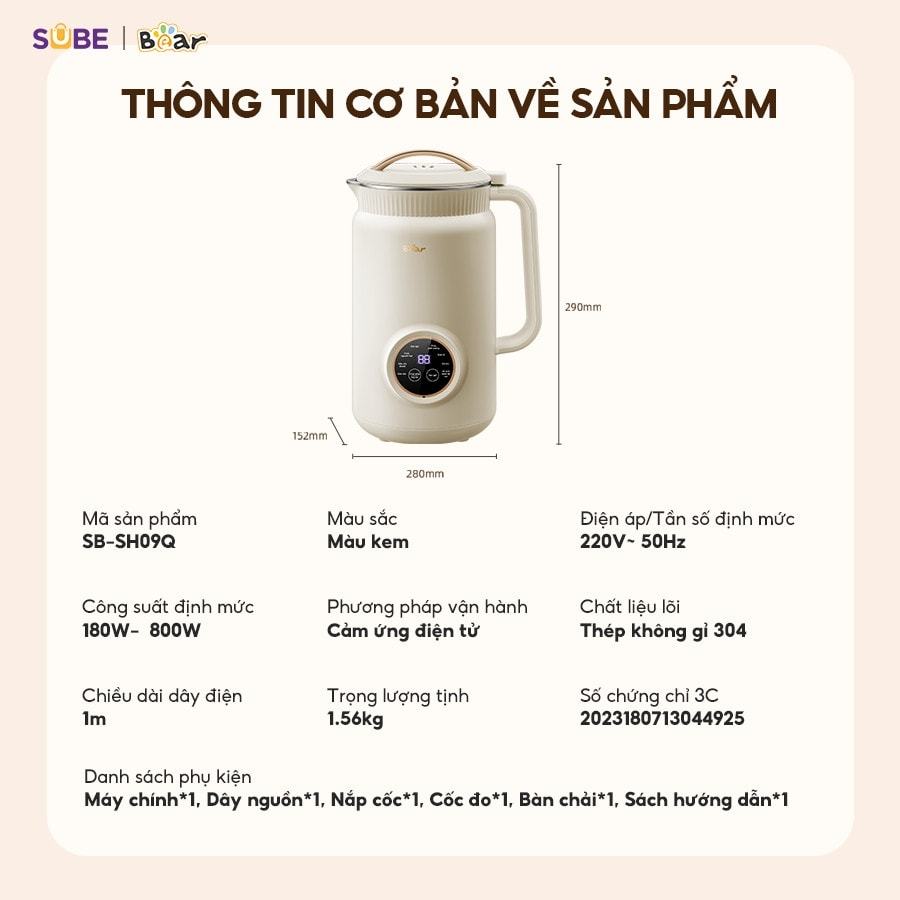 SUBE | Bear
THÔNG TIN CƠ BẢN VỀ SẢN PHẨM
Bear
88
290mm
152mm
280mm
Mã sản phẩm
SB-SH09Q
Màu sắc
Màu kem
Điện áp/Tần số định mức
220V~ 50Hz
Công suất định mức
180W- 800W
Phương pháp vận hành
Cảm ứng điện tử
Chất liệu lõi
Thép không gỉ 304
Chiều dài dây điện
1m
Trọng lượng tịnh
1.56kg
Số chứng chỉ 3C
2023180713044925
Danh sách phụ kiện
Máy chính*1, Dây nguồn*1, Nắp cốc*1, Cốc đo*1, Bàn chải*1, Sách hướng dẫn*1